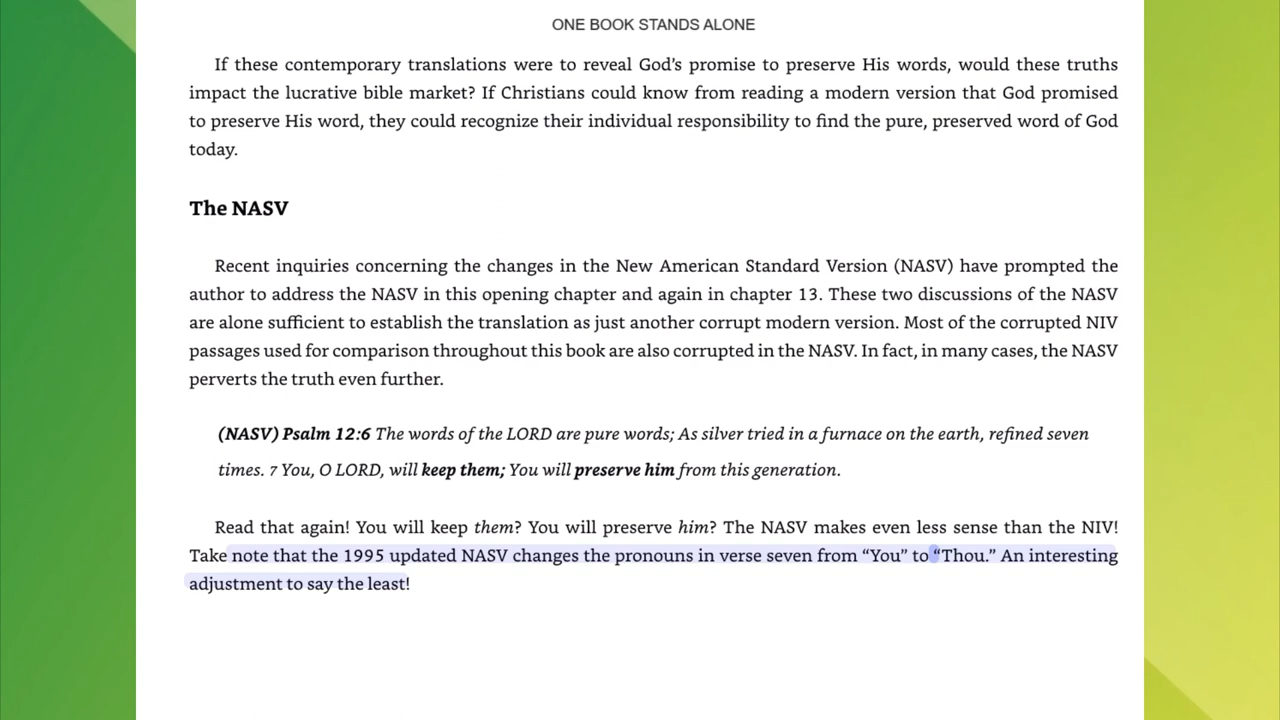 ONE BOOK STANDS ALONE
If these contemporary translations were to reveal God’s promise to preserve His words, would these truths
impact the lucrative bible market? If Christians could know from reading a modern version that God promised
to preserve His word, they could recognize their individual responsibility to find the pure, preserved word of God
today.
The NASV
Recent inquiries concerning the changes in the New American Standard Version (NASV) have prompted the
author to address the NASV in this opening chapter and again in chapter 13. These two discussions of the NASV
are alone sufficient to establish the translation as just another corrupt modern version. Most of the corrupted NIV
passages used for comparison throughout this book are also corrupted in the NASV. In fact, in many cases, the NASV
perverts the truth even further.
(NASV) Psalm 12:6 The words of the LORD are pure words; As silver tried in a furnace on the earth, refined seven
times. 7 You, O LORD, will keep them; You will preserve him from this generation.
Read that again! You will keep them? You will preserve him? The NASV makes even less sense than the NIV!
Take note that the 1995 updated NASV changes the pronouns in verse seven from “You” to “Thou.” An interesting
adjustment to say the least!